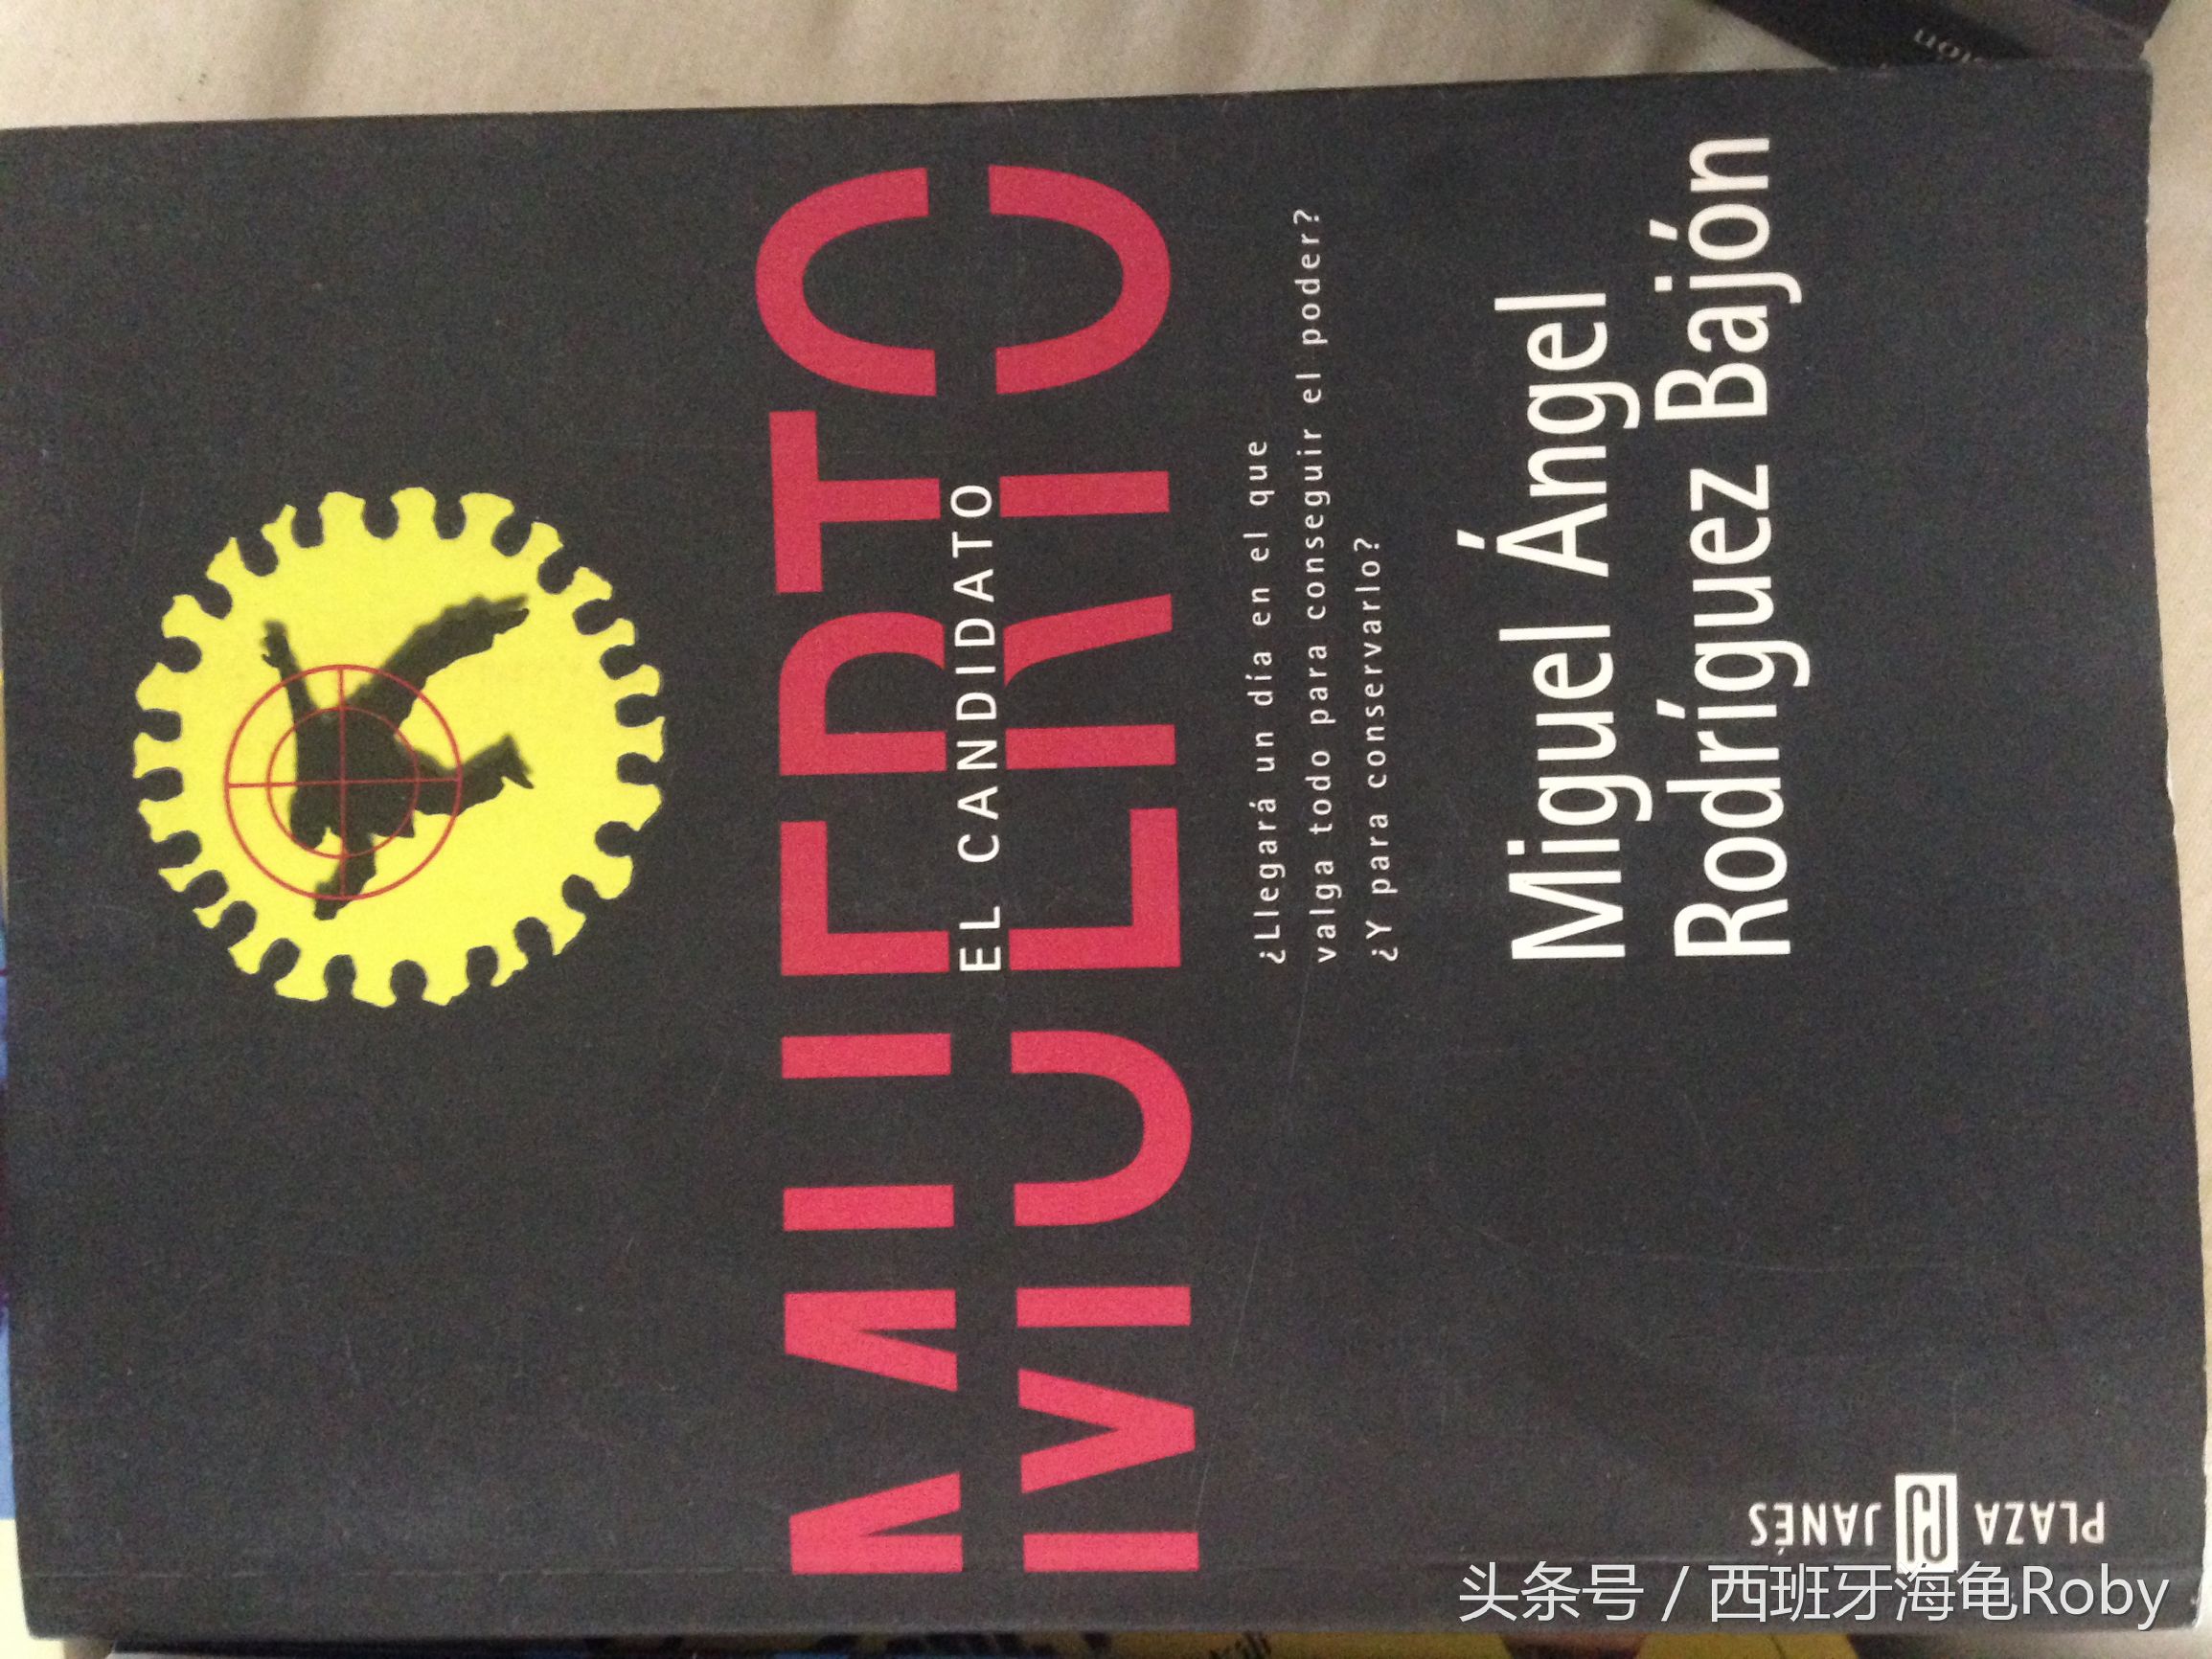 MUERTO
EL CANDIDATO
¿Llegará un día en el que
valga todo para conseguir el poder?
¿Y para conservarlo?
Miguel Ángel
Rodríguez Bajón
PLAZA JANÉS
头条号 / 西班牙海龟Roby